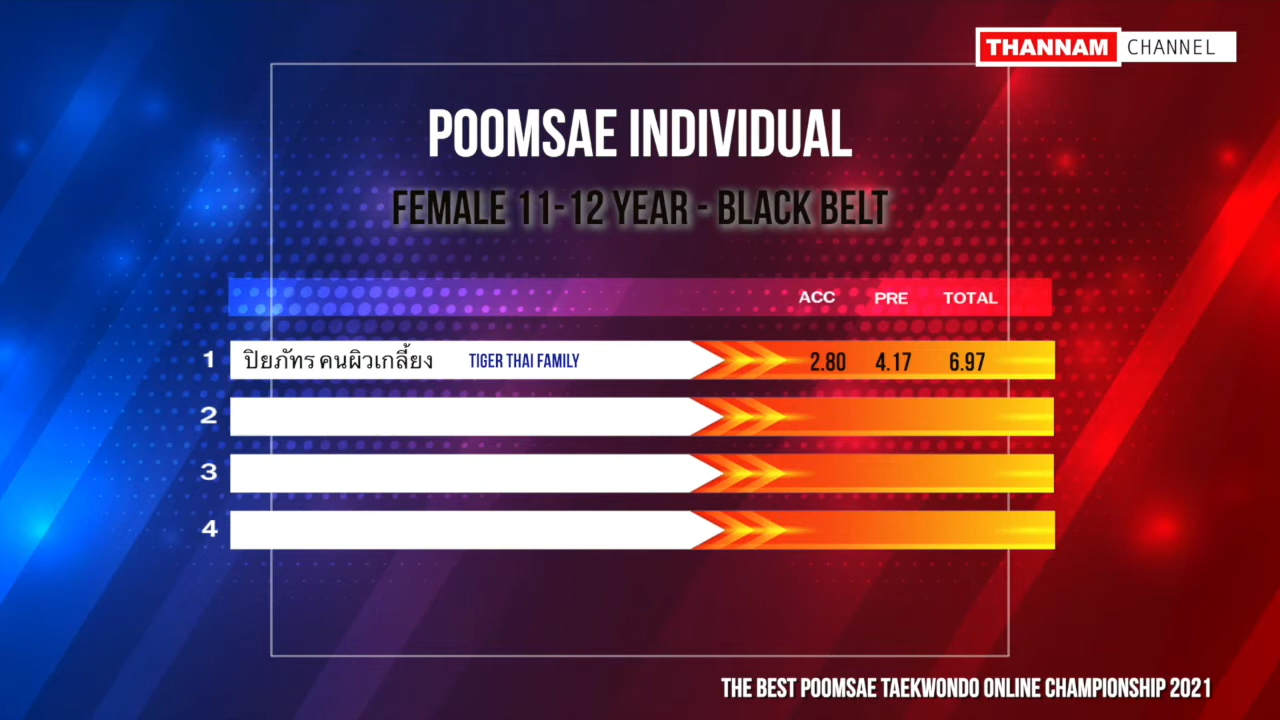 THANNAM CHANNEL
POOMSAE INDIVIDUAL
FEMALE 11-12 YEAR - BLACK BELT
ACC PRE TOTAL
1 ปิยภัทร คนผิวเกลี้ยง TIGER THAI FAMILY 2.80 4.17 6.97
2
3
4
THE BEST POOMSAE TAEKWONDO ONLINE CHAMPIONSHIP 2021